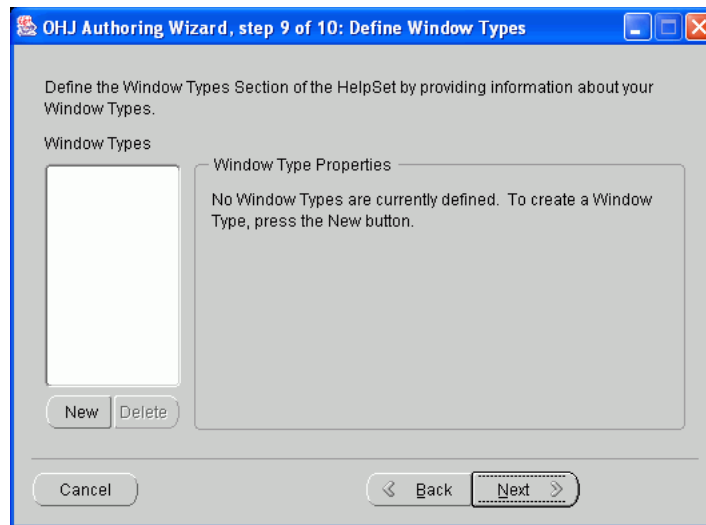 OHJ Authoring Wizard, step 9 of 10: Define Window Types
Define the Window Types Section of the HelpSet by providing information about your
Window Types.
Window Types
Window Type Properties
No Window Types are currently defined. To create a Window
Type, press the New button.
New Delete
Cancel Back Next